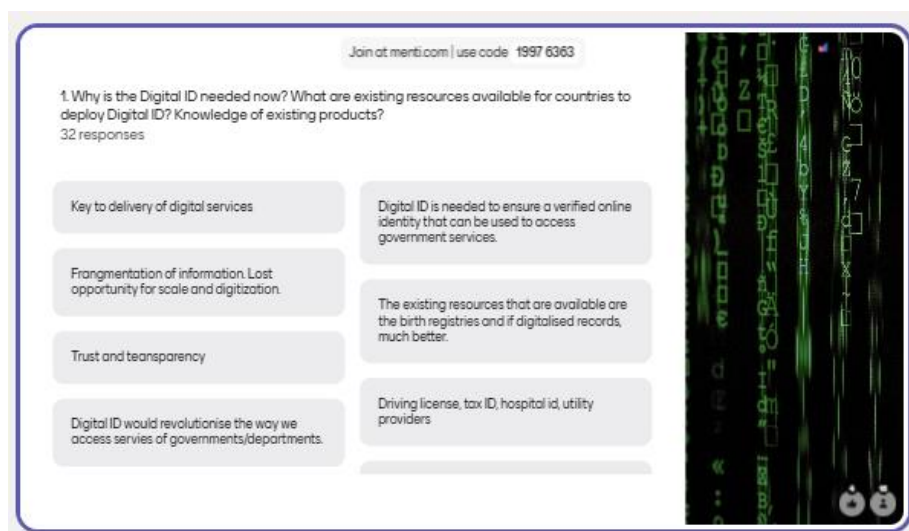 Join at menti.com | use code 1997 6363
1. Why is the Digital ID needed now? What are existing resources available for countries to
deploy Digital ID? Knowledge of existing products?
32 responses
Key to delivery of digital services
Frangmentation of information. Lost
opportunity for scale and digitization.
Trust and teansparency
Digital ID would revolutionise the way we
access servies of governments/departments.
Digital ID is needed to ensure a verified online
identity that can be used to access
government services.
The existing resources that are available are
the birth registries and if digitalised records,
much better.
Driving license, tax ID, hospital id, utility
providers